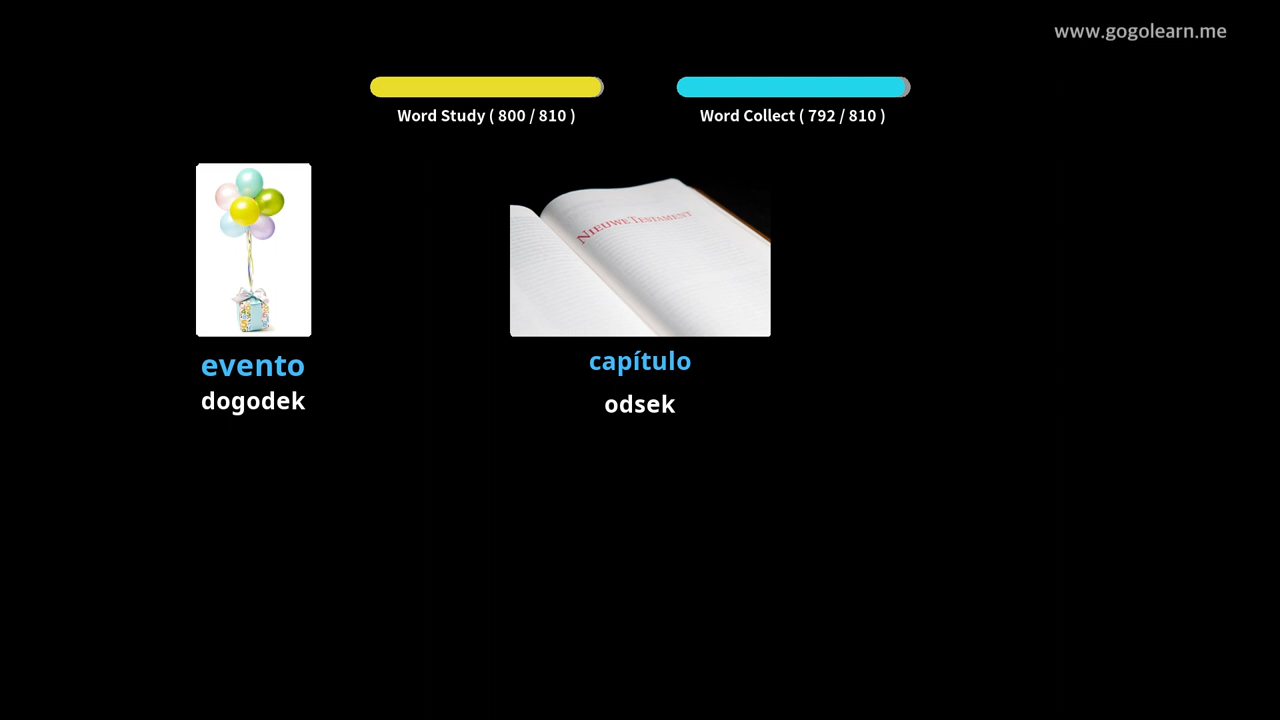 www.gogolearn.me
Word Study ( 800 / 810 )
Word Collect ( 792 / 810 )
NIEUWE TESTAMENT
evento
dogodek
capítulo
odsek